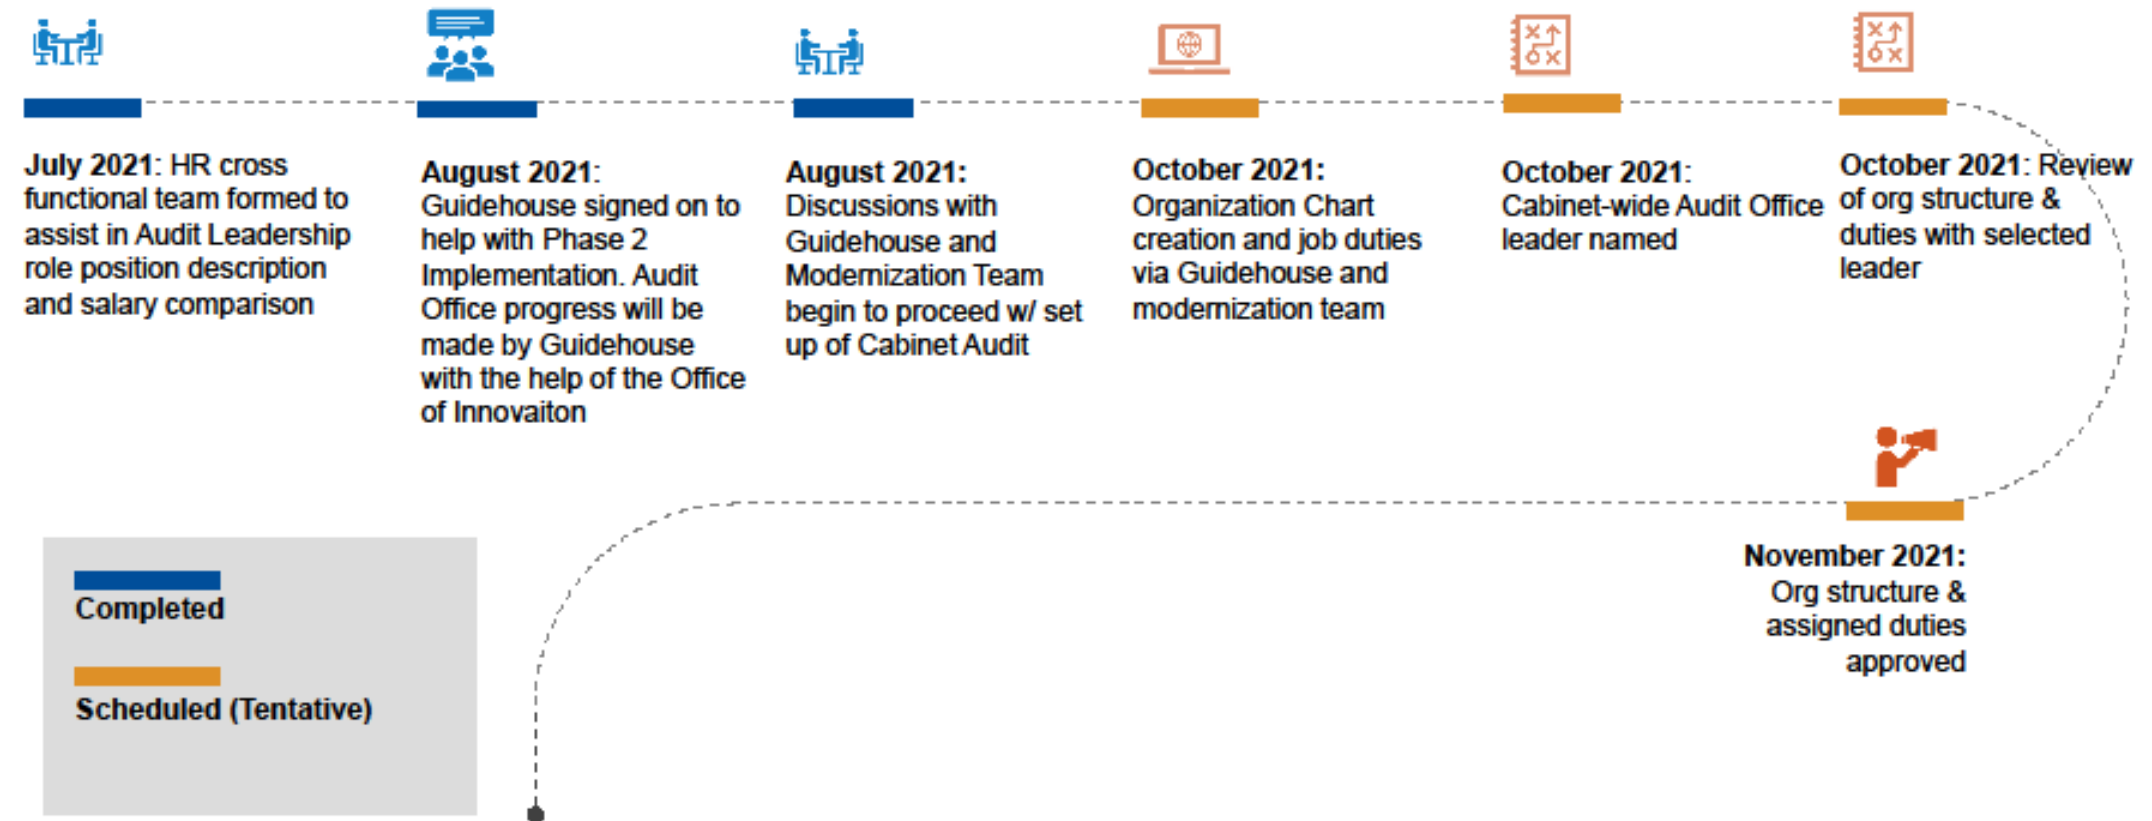 July 2021: HR cross
functional team formed to
assist in Audit Leadership
role position description
and salary comparison
August 2021:
Guidehouse signed on to
help with Phase 2
Implementation. Audit
Office progress will be
made by Guidehouse
with the help of the Office
of Innovaiton
August 2021:
Discussions with
Guidehouse and
Modernization Team
begin to proceed w/ set
up of Cabinet Audit
October 2021:
Organization Chart
creation and job duties
via Guidehouse and
modernization team
October 2021:
Cabinet-wide Audit Office
leader named
October 2021: Review
of org structure &
duties with selected
leader
November 2021:
Org structure &
assigned duties
approved
Completed
Scheduled (Tentative)